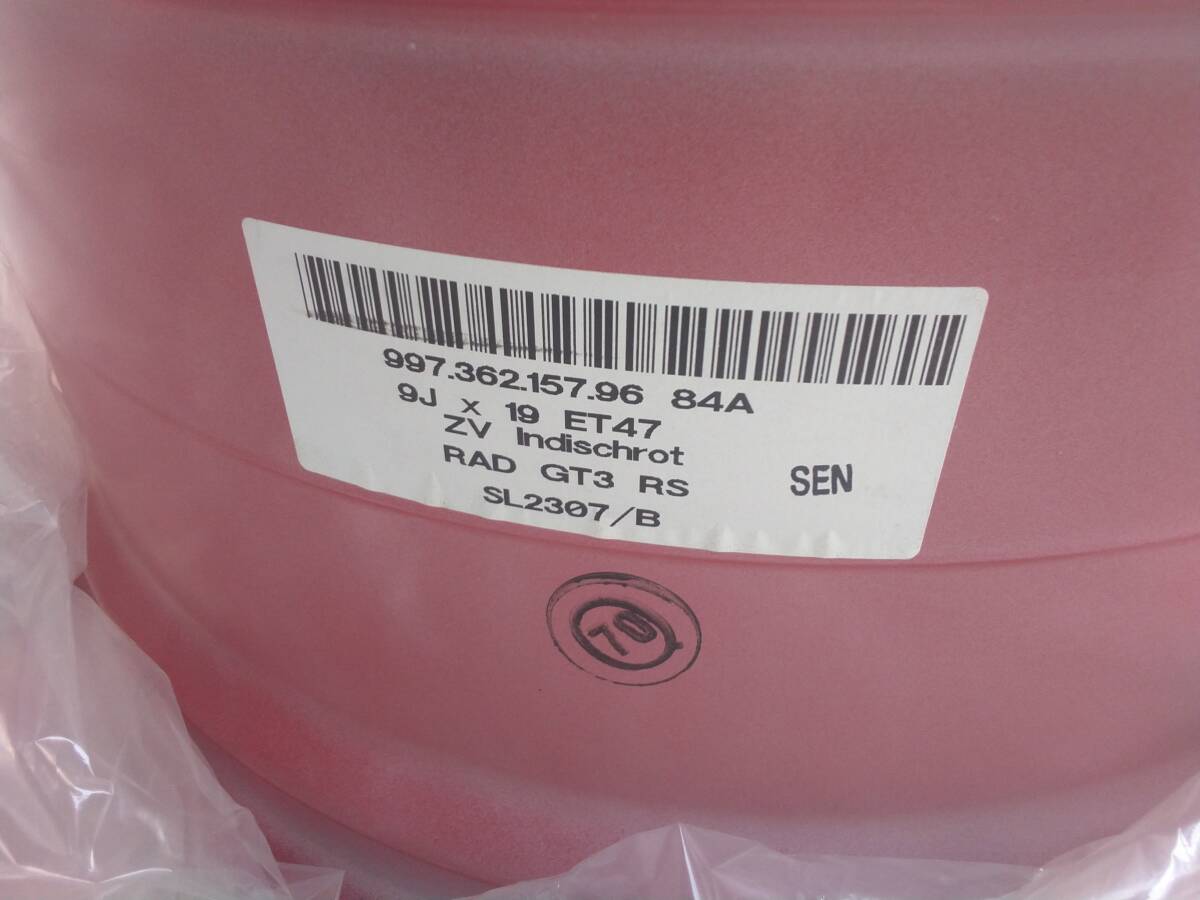 997.362.157.96 84A
9J x 19 ET47
ZV Indischrot
RAD GT3 RS
SEN
SL2307/B
70